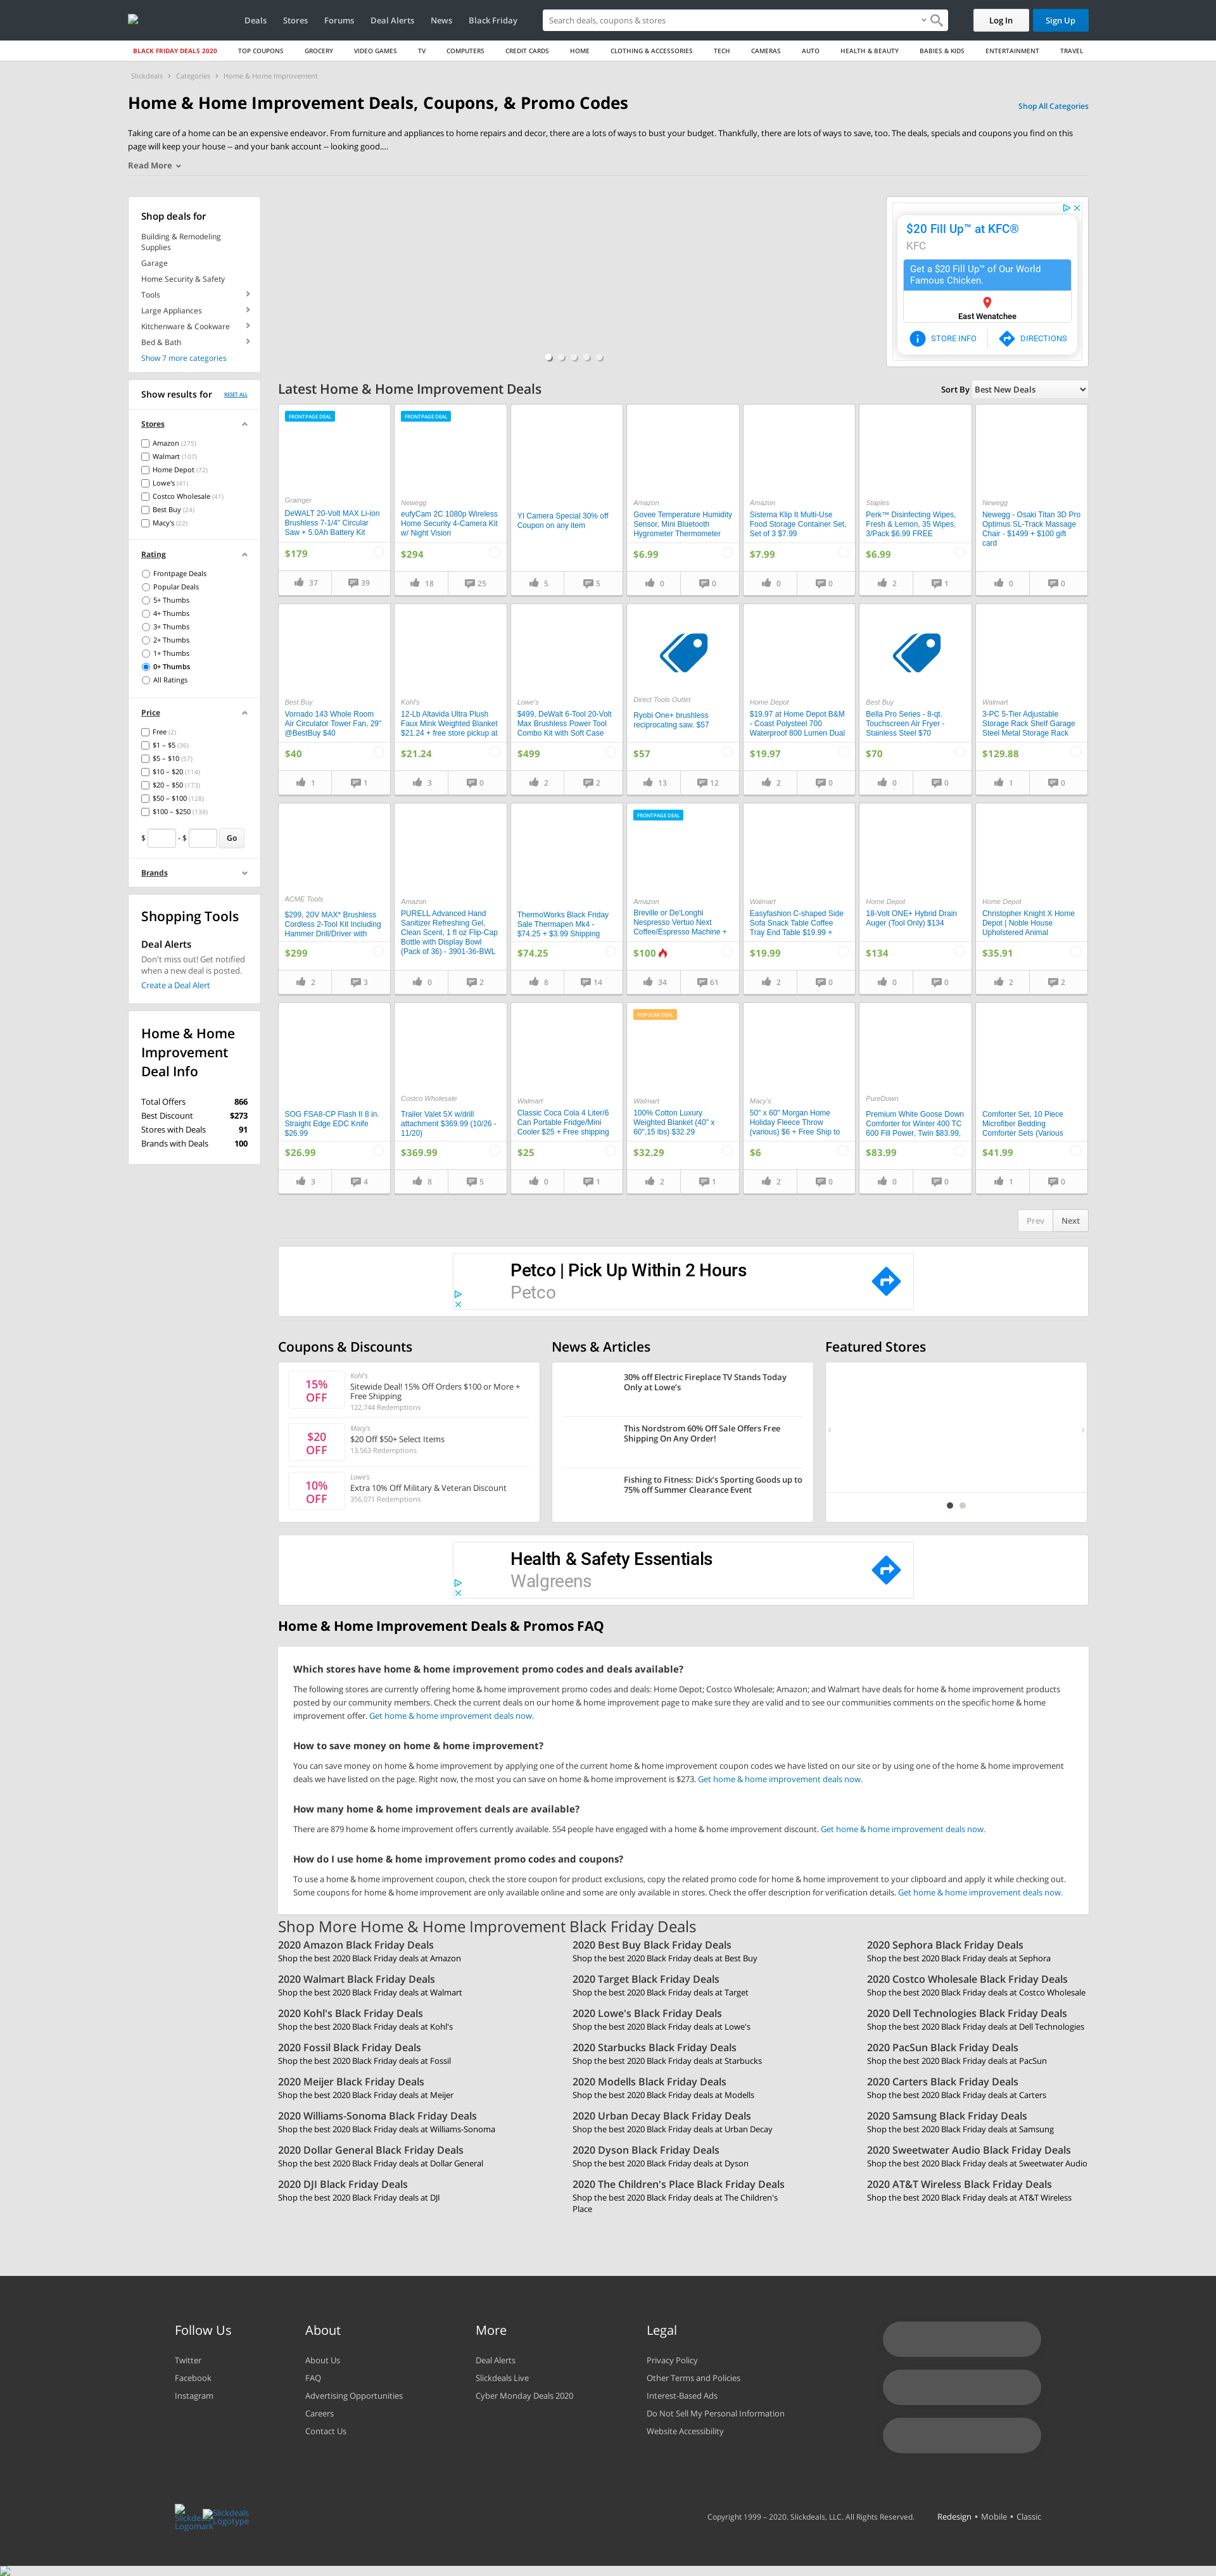 Deals Stores Forums Deal Alerts News Black Friday
Search deals, coupons & stores
Log In
Sign Up
BLACK FRIDAY DEALS 2020 TOP COUPONS GROCERY VIDEO GAMES TV COMPUTERS CREDIT CARDS HOME CLOTHING & ACCESSORIES TECH CAMERAS AUTO HEALTH & BEAUTY BABIES & KIDS ENTERTAINMENT TRAVEL
Slickdeals > Categories > Home & Home Improvement
Home & Home Improvement Deals, Coupons, & Promo Codes
Shop All Categories
Taking care of a home can be an expensive endeavor. From furniture and appliances to home repairs and decor, there are a lots of ways to bust your budget. Thankfully, there are lots of ways to save, too. The deals, specials and coupons you find on this
page will keep your house -- and your bank account -- looking good....
Read More
Shop deals for
Building & Remodeling
Supplies
Garage
Home Security & Safety
Tools
Large Appliances
Kitchenware & Cookware
Bed & Bath
Show 7 more categories
$20 Fill Up™ at KFC®
KFC
Get a $20 Fill Up™ of Our World
Famous Chicken.
East Wenatchee
STORE INFO
DIRECTIONS
Show results for RESET ALL
Stores
Amazon (275)
Walmart (107)
Home Depot (72)
Lowe's (41)
Costco Wholesale (41)
Best Buy (24)
Macy's (22)
Rating
Frontpage Deals
Popular Deals
5+ Thumbs
4+ Thumbs
3+ Thumbs
2+ Thumbs
1+ Thumbs
0+ Thumbs
All Ratings
Price
Free (2)
$1 – $5 (36)
$5 – $10 (57)
$10 – $20 (114)
$20 – $50 (173)
$50 – $100 (128)
$100 – $250 (134)
$ - $ Go
Brands
Shopping Tools
Deal Alerts
Don't miss out! Get notified
when a new deal is posted.
Create a Deal Alert
Home & Home
Improvement
Deal Info
Total Offers 866
Best Discount $273
Stores with Deals 91
Brands with Deals 100
Latest Home & Home Improvement Deals
Sort By Best New Deals
FRONTPAGE DEAL
Grainger
DeWALT 20-Volt MAX Li-ion
Brushless 7-1/4" Circular
Saw + 5.0Ah Battery Kit
$179
37 39
FRONTPAGE DEAL
Newegg
eufyCam 2C 1080p Wireless
Home Security 4-Camera Kit
w/ Night Vision
$294
18 25
YI Camera Special 30% off
Coupon on any item
5 5
Amazon
Govee Temperature Humidity
Sensor, Mini Bluetooth
Hygrometer Thermometer
$6.99
0 0
Amazon
Sistema Klip It Multi-Use
Food Storage Container Set,
Set of 3 $7.99
$7.99
0 0
Staples
Perk™ Disinfecting Wipes,
Fresh & Lemon, 35 Wipes,
3/Pack $6.99 FREE
$6.99
2 1
Newegg
Newegg - Osaki Titan 3D Pro
Optimus SL-Track Massage
Chair - $1499 + $100 gift
card
0 0
Best Buy
Vornado 143 Whole Room
Air Circulator Tower Fan, 29"
@BestBuy $40
$40
1 1
Kohl's
12-Lb Altavida Ultra Plush
Faux Mink Weighted Blanket
$21.24 + free store pickup at
$21.24
3 0
Lowe's
$499, DeWalt 6-Tool 20-Volt
Max Brushless Power Tool
Combo Kit with Soft Case
$499
2 2
Direct Tools Outlet
Ryobi One+ brushless
reciprocating saw. $57
$57
13 12
Home Depot
$19.97 at Home Depot B&M
- Coast Polysteel 700
Waterproof 800 Lumen Dual
$19.97
2 0
Best Buy
Bella Pro Series - 8-qt.
Touchscreen Air Fryer -
Stainless Steel $70
$70
0 0
Walmart
3-PC 5-Tier Adjustable
Storage Rack Shelf Garage
Steel Metal Storage Rack
$129.88
1 0
ACME Tools
$299, 20V MAX* Brushless
Cordless 2-Tool Kit Including
Hammer Drill/Driver with
$299
2 3
Amazon
PURELL Advanced Hand
Sanitizer Refreshing Gel,
Clean Scent, 1 fl oz Flip-Cap
Bottle with Display Bowl
(Pack of 36) - 3901-36-BWL
0 2
ThermoWorks Black Friday
Sale Thermapen Mk4 -
$74.25 + $3.99 Shipping
$74.25
8 14
FRONTPAGE DEAL
Amazon
Breville or De'Longhi
Nespresso Vertuo Next
Coffee/Espresso Machine +
$100
34 61
Walmart
Easyfashion C-shaped Side
Sofa Snack Table Coffee
Tray End Table $19.99 +
$19.99
2 0
Home Depot
18-Volt ONE+ Hybrid Drain
Auger (Tool Only) $134
$134
0 0
Home Depot
Christopher Knight X Home
Depot | Noble House
Upholstered Animal
$35.91
2 2
SOG FSA8-CP Flash II 8 in.
Straight Edge EDC Knife
$26.99
$26.99
3 4
Costco Wholesale
Trailer Valet 5X w/drill
attachment $369.99 (10/26 -
11/20)
$369.99
8 5
Walmart
Classic Coca Cola 4 Liter/6
Can Portable Fridge/Mini
Cooler $25 + Free shipping
$25
0 1
POPULAR DEAL
Walmart
100% Cotton Luxury
Weighted Blanket (40" x
60",15 lbs) $32.29
$32.29
2 1
Macy's
50" x 60" Morgan Home
Holiday Fleece Throw
(various) $6 + Free Ship to
$6
2 0
PureDown
Premium White Goose Down
Comforter for Winter 400 TC
600 Fill Power, Twin $83.99,
$83.99
0 0
Comforter Set, 10 Piece
Microfiber Bedding
Comforter Sets (Various
$41.99
1 0
Prev Next
Petco | Pick Up Within 2 Hours
Petco
Coupons & Discounts
15%
OFF
Kohl's
Sitewide Deal! 15% Off Orders $100 or More +
Free Shipping
122,744 Redemptions
$20
OFF
Macy's
$20 Off $50+ Select Items
13,563 Redemptions
10%
OFF
Lowe's
Extra 10% Off Military & Veteran Discount
356,071 Redemptions
News & Articles
30% off Electric Fireplace TV Stands Today
Only at Lowe's
This Nordstrom 60% Off Sale Offers Free
Shipping On Any Order!
Fishing to Fitness: Dick's Sporting Goods up to
75% off Summer Clearance Event
Featured Stores
Health & Safety Essentials
Walgreens
Home & Home Improvement Deals & Promos FAQ
Which stores have home & home improvement promo codes and deals available?
The following stores are currently offering home & home improvement promo codes and deals: Home Depot; Costco Wholesale; Amazon; and Walmart have deals for home & home improvement products
posted by our community members. Check the current deals on our home & home improvement page to make sure they are valid and to see our communities comments on the specific home & home
improvement offer. Get home & home improvement deals now.
How to save money on home & home improvement?
You can save money on home & home improvement by applying one of the current home & home improvement coupon codes we have listed on our site or by using one of the home & home improvement
deals we have listed on the page. Right now, the most you can save on home & home improvement is $273. Get home & home improvement deals now.
How many home & home improvement deals are available?
There are 879 home & home improvement offers currently available. 554 people have engaged with a home & home improvement discount. Get home & home improvement deals now.
How do I use home & home improvement promo codes and coupons?
To use a home & home improvement coupon, check the store coupon for product exclusions, copy the related promo code for home & home improvement to your clipboard and apply it while checking out.
Some coupons for home & home improvement are only available online and some are only available in stores. Check the offer description for verification details. Get home & home improvement deals now.
Shop More Home & Home Improvement Black Friday Deals
2020 Amazon Black Friday Deals
Shop the best 2020 Black Friday deals at Amazon
2020 Best Buy Black Friday Deals
Shop the best 2020 Black Friday deals at Best Buy
2020 Sephora Black Friday Deals
Shop the best 2020 Black Friday deals at Sephora
2020 Walmart Black Friday Deals
Shop the best 2020 Black Friday deals at Walmart
2020 Target Black Friday Deals
Shop the best 2020 Black Friday deals at Target
2020 Costco Wholesale Black Friday Deals
Shop the best 2020 Black Friday deals at Costco Wholesale
2020 Kohl's Black Friday Deals
Shop the best 2020 Black Friday deals at Kohl's
2020 Lowe's Black Friday Deals
Shop the best 2020 Black Friday deals at Lowe's
2020 Dell Technologies Black Friday Deals
Shop the best 2020 Black Friday deals at Dell Technologies
2020 Fossil Black Friday Deals
Shop the best 2020 Black Friday deals at Fossil
2020 Starbucks Black Friday Deals
Shop the best 2020 Black Friday deals at Starbucks
2020 PacSun Black Friday Deals
Shop the best 2020 Black Friday deals at PacSun
2020 Meijer Black Friday Deals
Shop the best 2020 Black Friday deals at Meijer
2020 Modells Black Friday Deals
Shop the best 2020 Black Friday deals at Modells
2020 Carters Black Friday Deals
Shop the best 2020 Black Friday deals at Carters
2020 Williams-Sonoma Black Friday Deals
Shop the best 2020 Black Friday deals at Williams-Sonoma
2020 Urban Decay Black Friday Deals
Shop the best 2020 Black Friday deals at Urban Decay
2020 Samsung Black Friday Deals
Shop the best 2020 Black Friday deals at Samsung
2020 Dollar General Black Friday Deals
Shop the best 2020 Black Friday deals at Dollar General
2020 Dyson Black Friday Deals
Shop the best 2020 Black Friday deals at Dyson
2020 Sweetwater Audio Black Friday Deals
Shop the best 2020 Black Friday deals at Sweetwater Audio
2020 DJI Black Friday Deals
Shop the best 2020 Black Friday deals at DJI
2020 The Children's Place Black Friday Deals
Shop the best 2020 Black Friday deals at The Children's
Place
2020 AT&T Wireless Black Friday Deals
Shop the best 2020 Black Friday deals at AT&T Wireless
Follow Us
Twitter
Facebook
Instagram
About
About Us
FAQ
Advertising Opportunities
Careers
Contact Us
More
Deal Alerts
Slickdeals Live
Cyber Monday Deals 2020
Legal
Privacy Policy
Other Terms and Policies
Interest-Based Ads
Do Not Sell My Personal Information
Website Accessibility
Slickdeals
Logomark
Slickdeals
Logotype
Copyright 1999 – 2020. Slickdeals, LLC. All Rights Reserved.
Redesign • Mobile • Classic